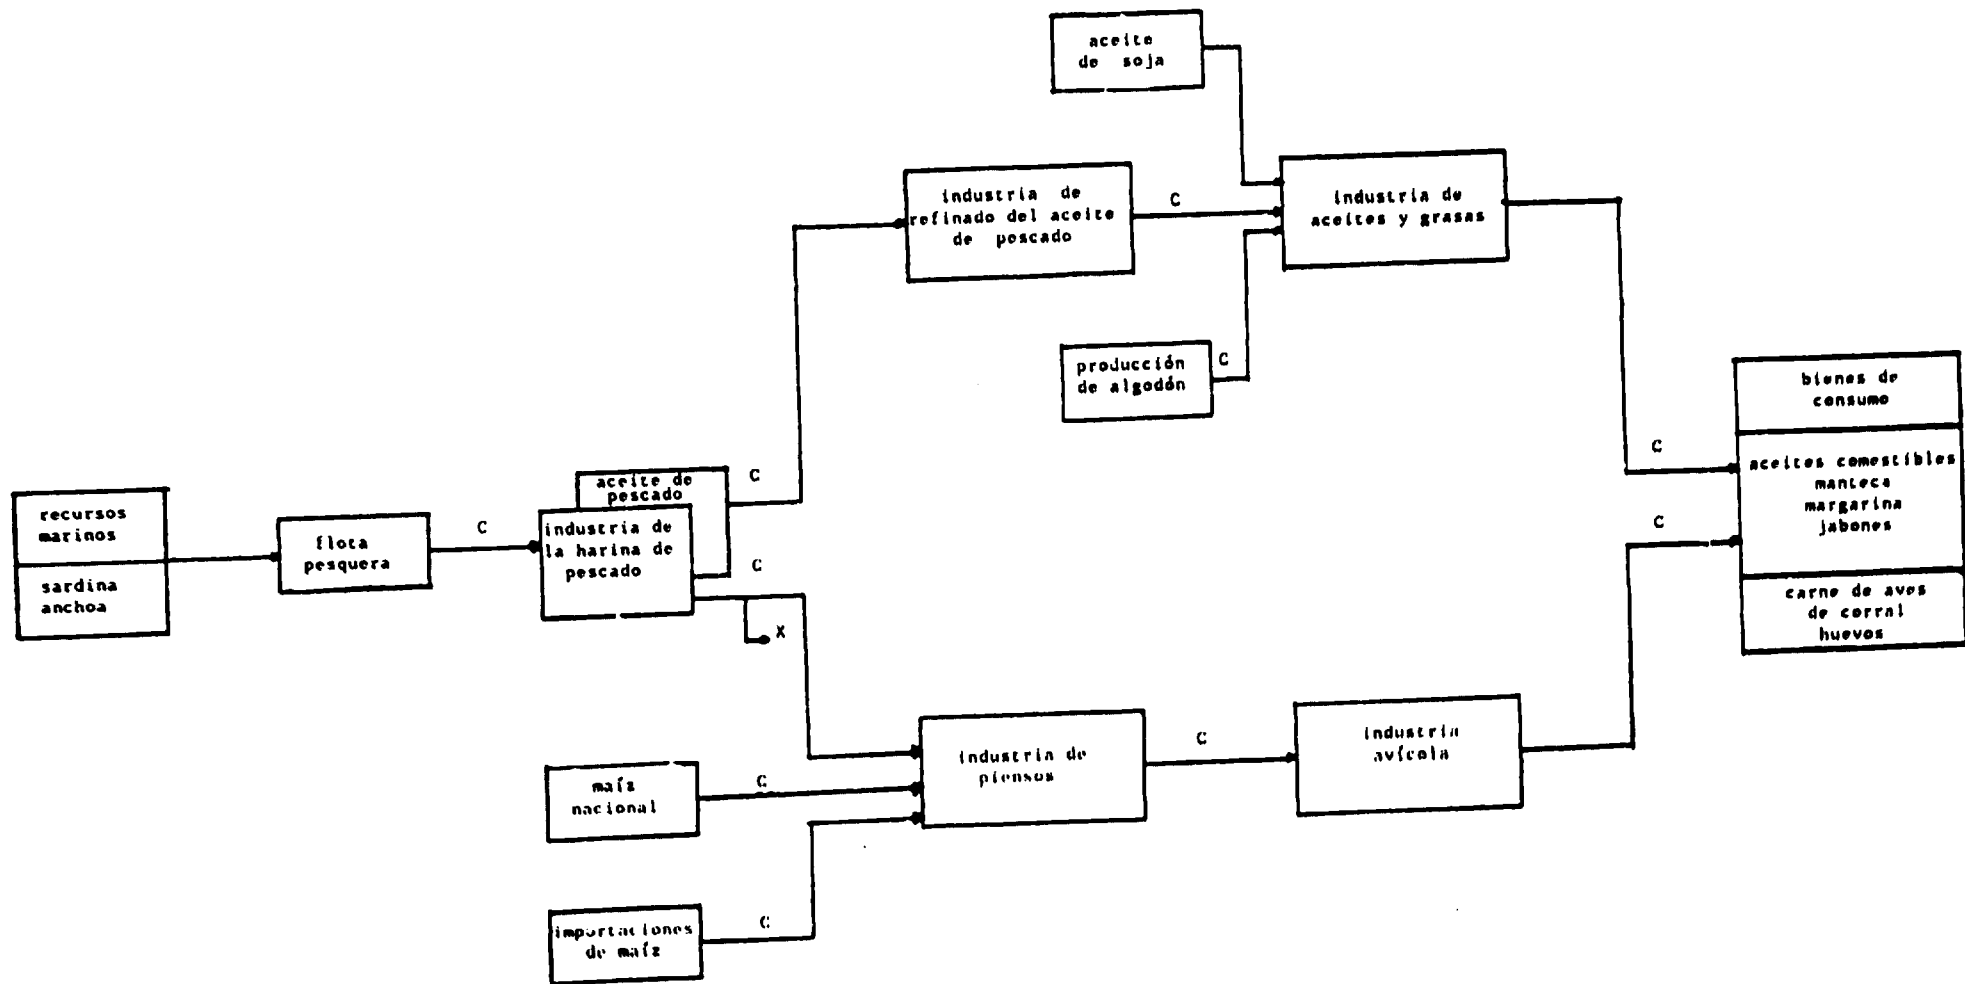 aceite
de soja
industria de
refinado del aceite
de pescado
C
industria de
aceites y grasas
producción
de algodón
C
bienes de
consumo
aceites comestibles
manteca
margarina
jabones
carne de aves
de corral
huevos
C
C
recursos
marinos
sardina
anchoa
flota
pesquera
C
aceite de
pescado
industria de
la harina de
pescado
C
C
X
maíz
nacional
C
importaciones
de maíz
C
industria de
piensos
C
industria
avícola